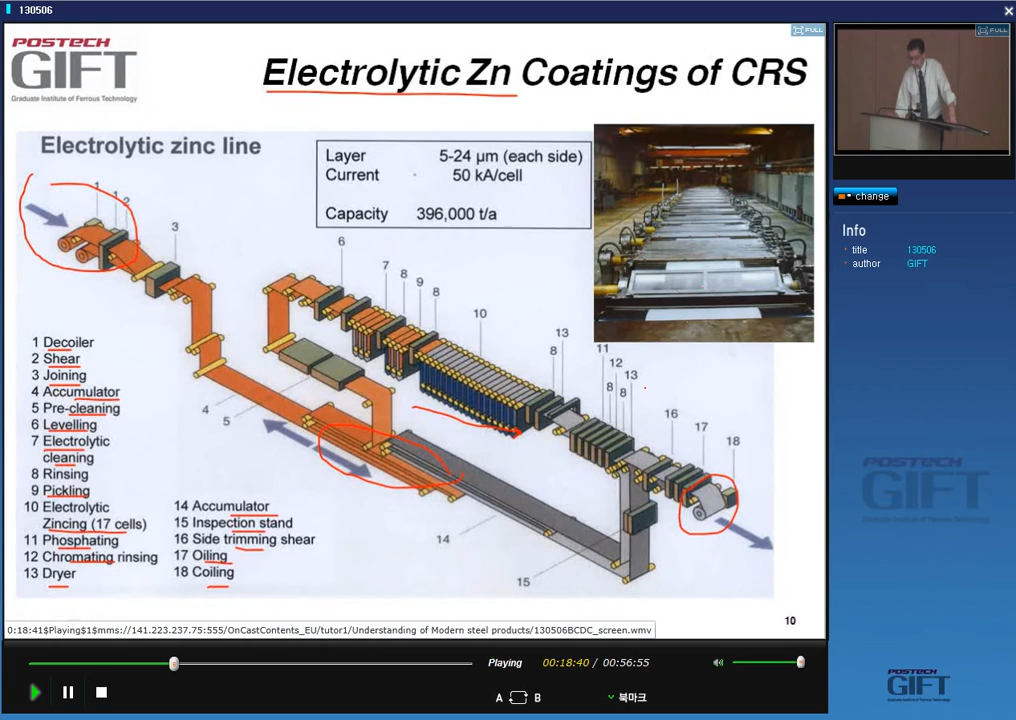 130506
FULL
POSTECH
GIFT
Graduate Institute of Ferrous Technology
Electrolytic Zn Coatings of CRS
Electrolytic zinc line
Layer 5-24 µm (each side)
Current 50 kA/cell
Capacity 396,000 t/a
1
1
2
3
6
7
8
9
8
10
13
8
11
12
13
8
8
16
17
18
4
5
14
15
1 Decoiler
2 Shear
3 Joining
4 Accumulator
5 Pre-cleaning
6 Levelling
7 Electrolytic
cleaning
8 Rinsing
9 Pickling
10 Electrolytic
Zincing (17 cells)
11 Phosphating
12 Chromating rinsing
13 Dryer
14 Accumulator
15 Inspection stand
16 Side trimming shear
17 Oiling
18 Coiling
10
0:18:41$Playing$1$mms://141.223.237.75:555/OnCastContents_EU/tutor1/Understanding of Modern steel products/130506BCDC_screen.wmv
Playing 00:18:40 / 00:56:55
A B 북마크
FULL
change
Info
title 130506
author GIFT
POSTECH
GIFT
POSTECH
GIFT